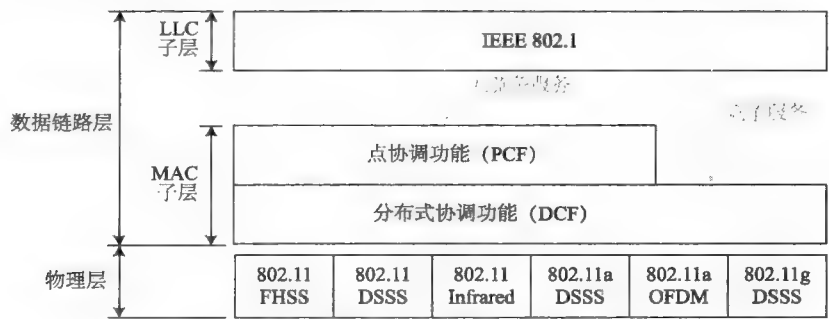 LLC
子层
IEEE 802.1
数据链路层
MAC
子层
点协调功能（PCF）
分布式协调功能（DCF）
物理层
802.11
FHSS
802.11
DSSS
802.11
Infrared
802.11a
DSSS
802.11a
OFDM
802.11g
DSSS